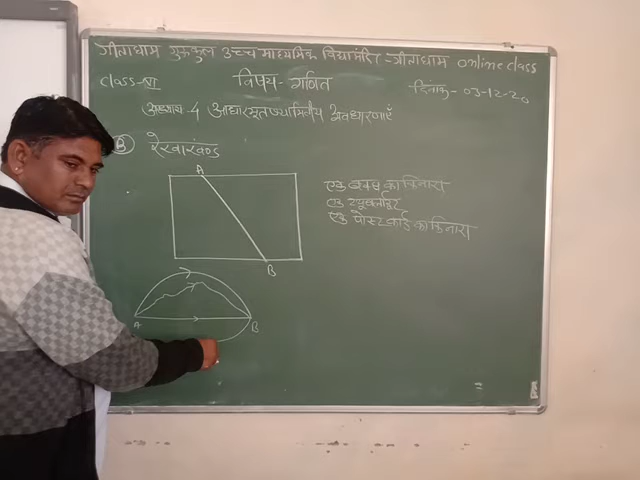 गीताधाम गुरुकुल उच्च माध्यमिक विद्यामंदिर - गीताधाम online class
class - VI विषय - गणित दिनांक - 03-12-20
अध्याय - 4 आधारभूत ज्यामितीय अवधारणाएँ
B रेखाखण्ड
A
एक बक्स का किनारा
एक ट्यूबलाईट
एक पोस्ट कार्ड का किनारा
B
A B